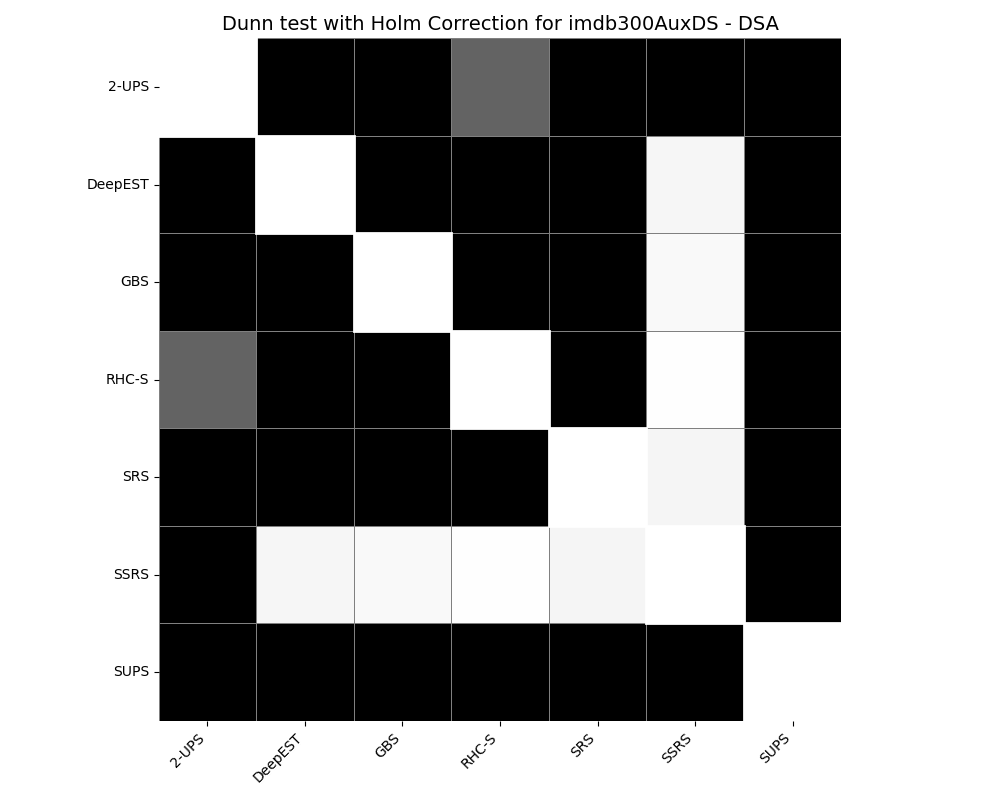 Dunn test with Holm Correction for imdb300AuxDS - DSA
2-UPS
DeepEST
GBS
RHC-S
SRS
SSRS
SUPS
2-UPS
DeepEST
GBS
RHC-S
SRS
SSRS
SUPS